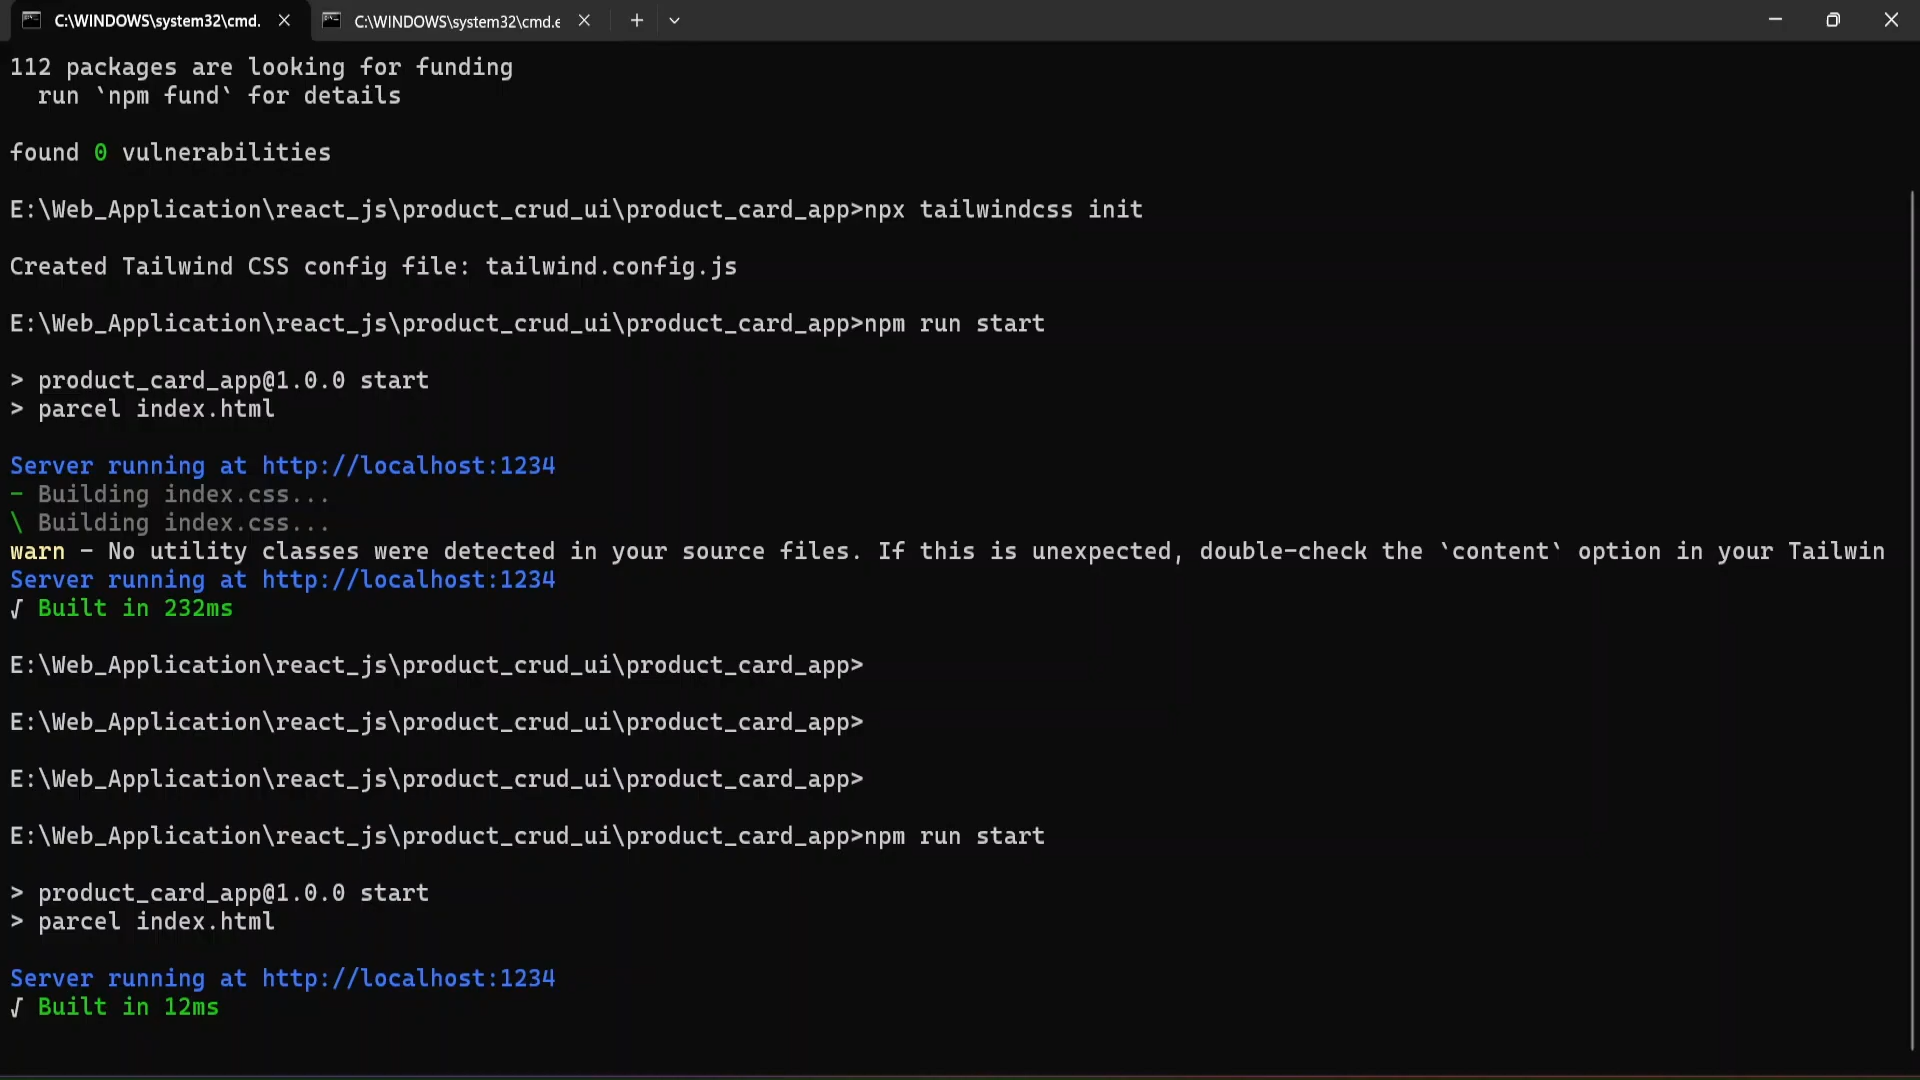 C:\WINDOWS\system32\cmd.
C:\WINDOWS\system32\cmd.e
112 packages are looking for funding
  run `npm fund` for details
found 0 vulnerabilities
E:\Web_Application\react_js\product_crud_ui\product_card_app>npx tailwindcss init
Created Tailwind CSS config file: tailwind.config.js
E:\Web_Application\react_js\product_crud_ui\product_card_app>npm run start
> product_card_app@1.0.0 start
> parcel index.html
Server running at http://localhost:1234
- Building index.css...
\ Building index.css...
warn - No utility classes were detected in your source files. If this is unexpected, double-check the `content` option in your Tailwin
Server running at http://localhost:1234
√ Built in 232ms
E:\Web_Application\react_js\product_crud_ui\product_card_app>
E:\Web_Application\react_js\product_crud_ui\product_card_app>
E:\Web_Application\react_js\product_crud_ui\product_card_app>
E:\Web_Application\react_js\product_crud_ui\product_card_app>npm run start
> product_card_app@1.0.0 start
> parcel index.html
Server running at http://localhost:1234
√ Built in 12ms